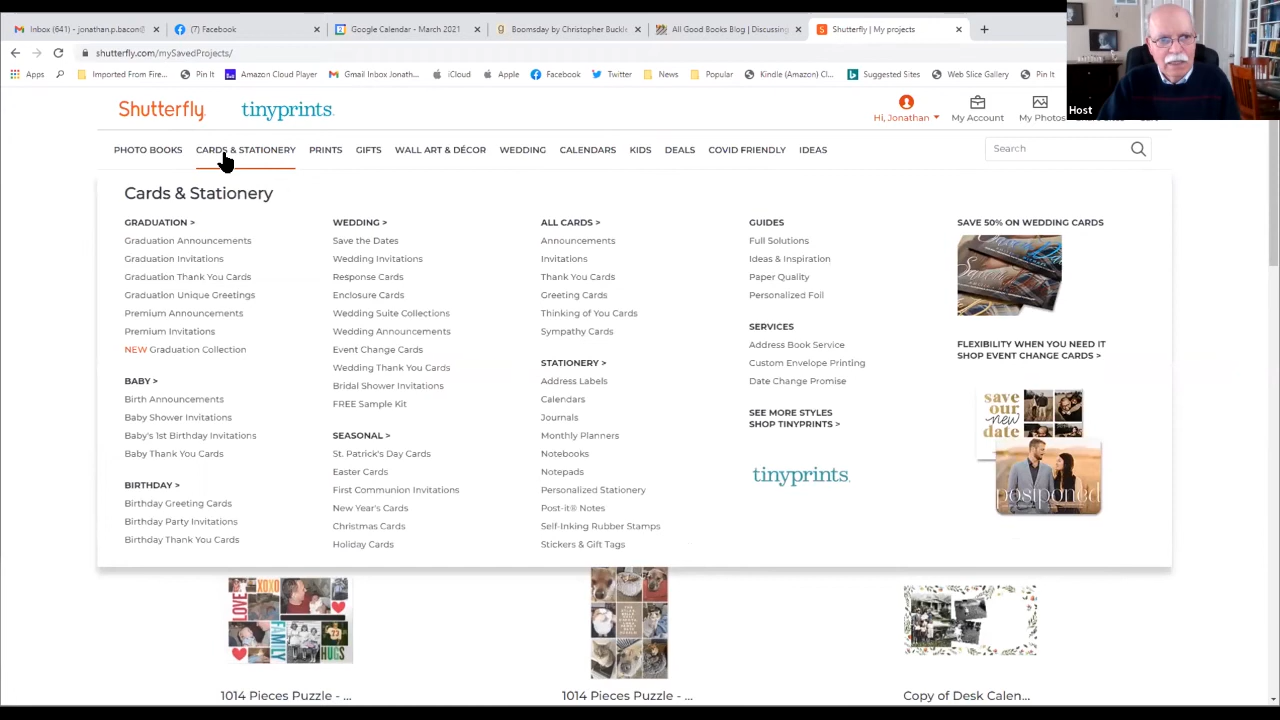 Inbox (641) - jonathan.p.bacon@
(7) Facebook
Google Calendar - March 2021
Boomsday by Christopher Buckle
All Good Books Blog | Discussing
Shutterfly | My projects
shutterfly.com/mySavedProjects/
Apps
Imported From Fire...
Pin It
Amazon Cloud Player
Gmail Inbox Jonath...
iCloud
Apple
Facebook
Twitter
News
Popular
Kindle (Amazon) Cl...
Suggested Sites
Web Slice Gallery
Pin It
Host
Shutterfly
tinyprints.
Hi, Jonathan
My Account
My Photos
PHOTO BOOKS
CARDS & STATIONERY
PRINTS
GIFTS
WALL ART & DÉCOR
WEDDING
CALENDARS
KIDS
DEALS
COVID FRIENDLY
IDEAS
Search
Cards & Stationery
GRADUATION >
Graduation Announcements
Graduation Invitations
Graduation Thank You Cards
Graduation Unique Greetings
Premium Announcements
Premium Invitations
NEW Graduation Collection
BABY >
Birth Announcements
Baby Shower Invitations
Baby's 1st Birthday Invitations
Baby Thank You Cards
BIRTHDAY >
Birthday Greeting Cards
Birthday Party Invitations
Birthday Thank You Cards
WEDDING >
Save the Dates
Wedding Invitations
Response Cards
Enclosure Cards
Wedding Suite Collections
Wedding Announcements
Event Change Cards
Wedding Thank You Cards
Bridal Shower Invitations
FREE Sample Kit
SEASONAL >
St. Patrick's Day Cards
Easter Cards
First Communion Invitations
New Year's Cards
Christmas Cards
Holiday Cards
ALL CARDS >
Announcements
Invitations
Thank You Cards
Greeting Cards
Thinking of You Cards
Sympathy Cards
STATIONERY >
Address Labels
Calendars
Journals
Monthly Planners
Notebooks
Notepads
Personalized Stationery
Post-it® Notes
Self-Inking Rubber Stamps
Stickers & Gift Tags
GUIDES
Full Solutions
Ideas & Inspiration
Paper Quality
Personalized Foil
SERVICES
Address Book Service
Custom Envelope Printing
Date Change Promise
SEE MORE STYLES
SHOP TINYPRINTS >
tinyprints.
SAVE 50% ON WEDDING CARDS
FLEXIBILITY WHEN YOU NEED IT
SHOP EVENT CHANGE CARDS >
save
our
new
date
postponed
LOVE
XOXO
FAMILY
HUGS
1014 Pieces Puzzle - ...
1014 Pieces Puzzle - ...
Copy of Desk Calen...